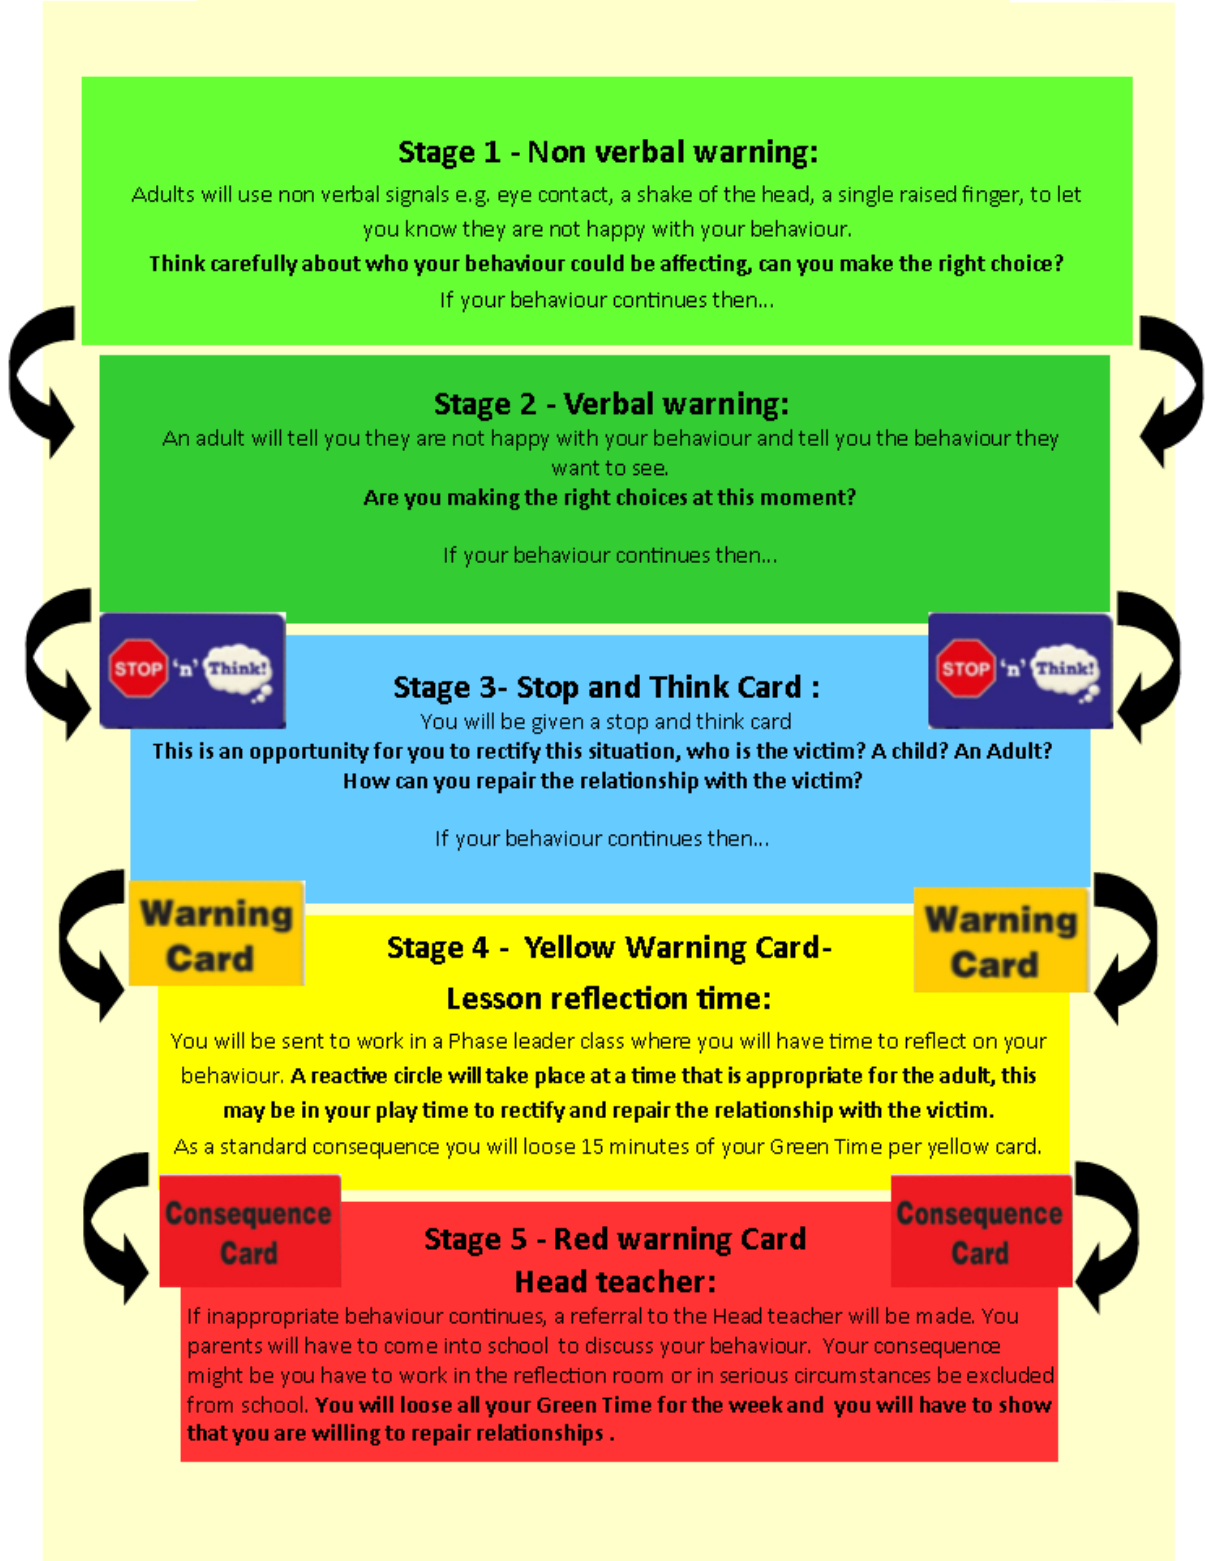 Stage 1 - Non verbal warning:
Adults will use non verbal signals e.g. eye contact, a shake of the head, a single raised finger, to let
you know they are not happy with your behaviour.
Think carefully about who your behaviour could be affecting, can you make the right choice?
If your behaviour continues then...
Stage 2 - Verbal warning:
An adult will tell you they are not happy with your behaviour and tell you the behaviour they
want to see.
Are you making the right choices at this moment?
If your behaviour continues then...
STOP 'n' Think!
STOP 'n' Think!
Stage 3- Stop and Think Card :
You will be given a stop and think card
This is an opportunity for you to rectify this situation, who is the victim? A child? An Adult?
How can you repair the relationship with the victim?
If your behaviour continues then...
Warning
Card
Warning
Card
Stage 4 - Yellow Warning Card-
Lesson reflection time:
You will be sent to work in a Phase leader class where you will have time to reflect on your
behaviour. A reactive circle will take place at a time that is appropriate for the adult, this
may be in your play time to rectify and repair the relationship with the victim.
As a standard consequence you will loose 15 minutes of your Green Time per yellow card.
Consequence
Card
Consequence
Card
Stage 5 - Red warning Card
Head teacher:
If inappropriate behaviour continues, a referral to the Head teacher will be made. You
parents will have to come into school to discuss your behaviour. Your consequence
might be you have to work in the reflection room or in serious circumstances be excluded
from school. You will loose all your Green Time for the week and you will have to show
that you are willing to repair relationships .